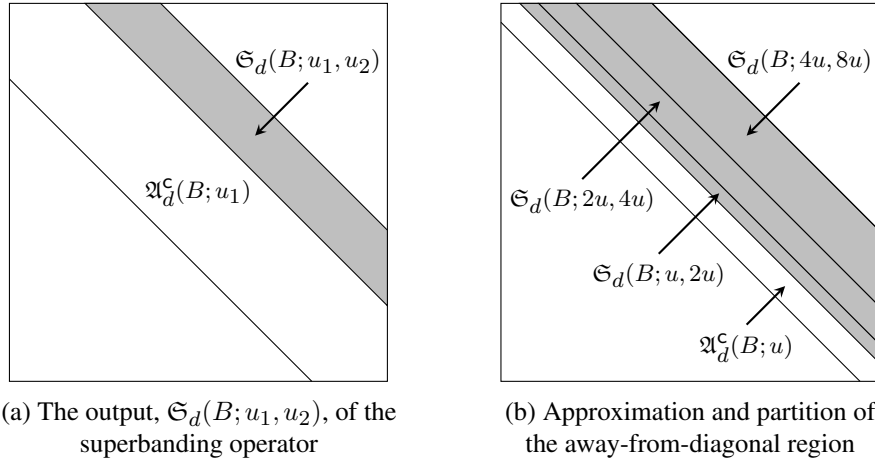 𝔖_d(B; u_1, u_2)
𝔄^c_d(B; u_1)
(a) The output, 𝔖_d(B; u_1, u_2), of the
superbanding operator
𝔖_d(B; 4u, 8u)
𝔖_d(B; 2u, 4u)
𝔖_d(B; u, 2u)
𝔄^c_d(B; u)
(b) Approximation and partition of
the away-from-diagonal region